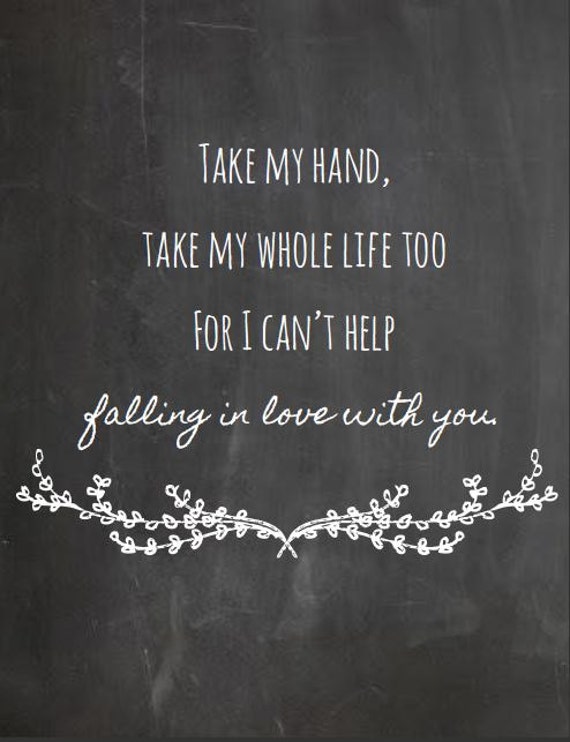 Take my hand,
take my whole life too
For I can't help
falling in love with you.